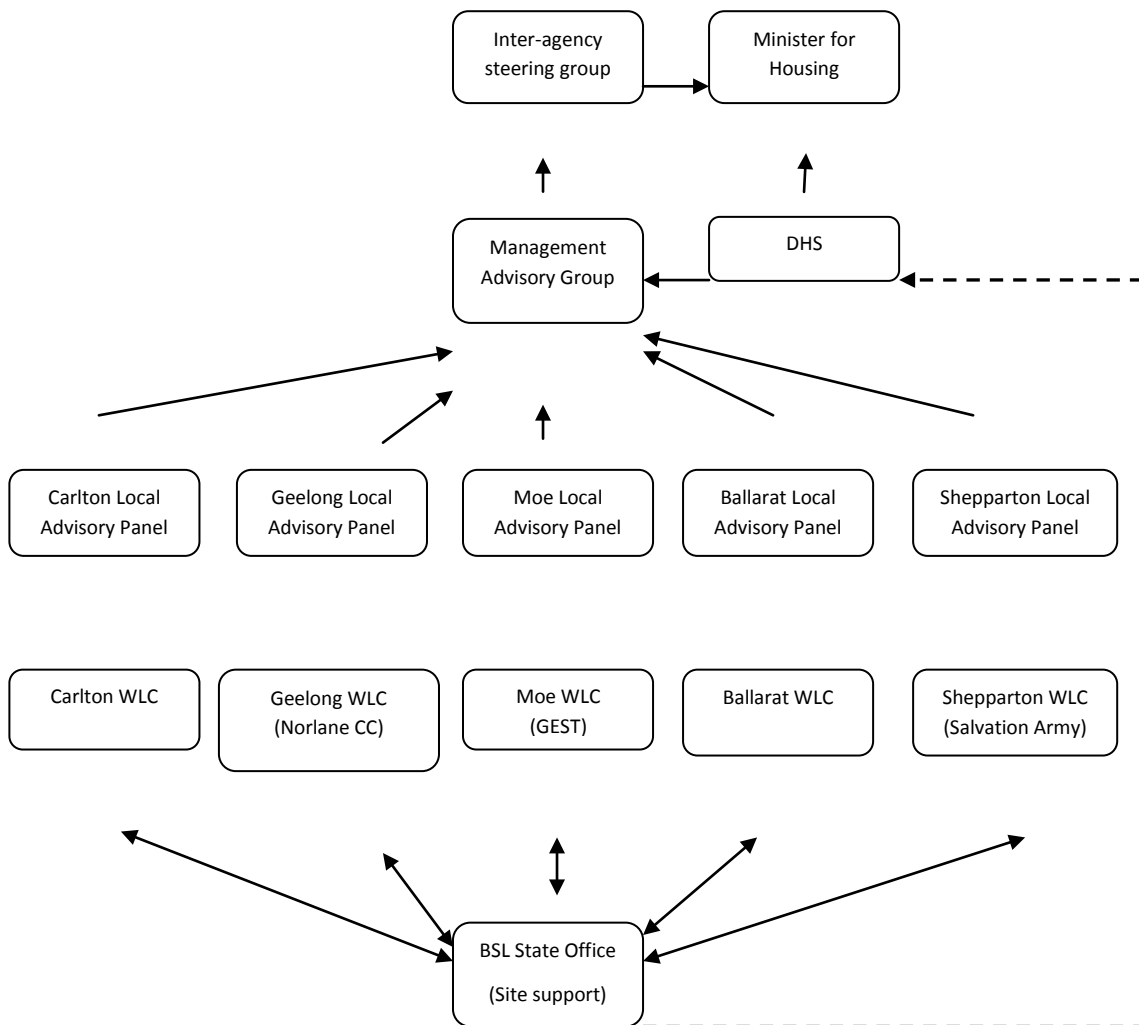 Inter-agency
steering group
Minister for
Housing
Management
Advisory Group
DHS
Carlton Local
Advisory Panel
Geelong Local
Advisory Panel
Moe Local
Advisory Panel
Ballarat Local
Advisory Panel
Shepparton Local
Advisory Panel
Carlton WLC
Geelong WLC
(Norlane CC)
Moe WLC
(GEST)
Ballarat WLC
Shepparton WLC
(Salvation Army)
BSL State Office
(Site support)